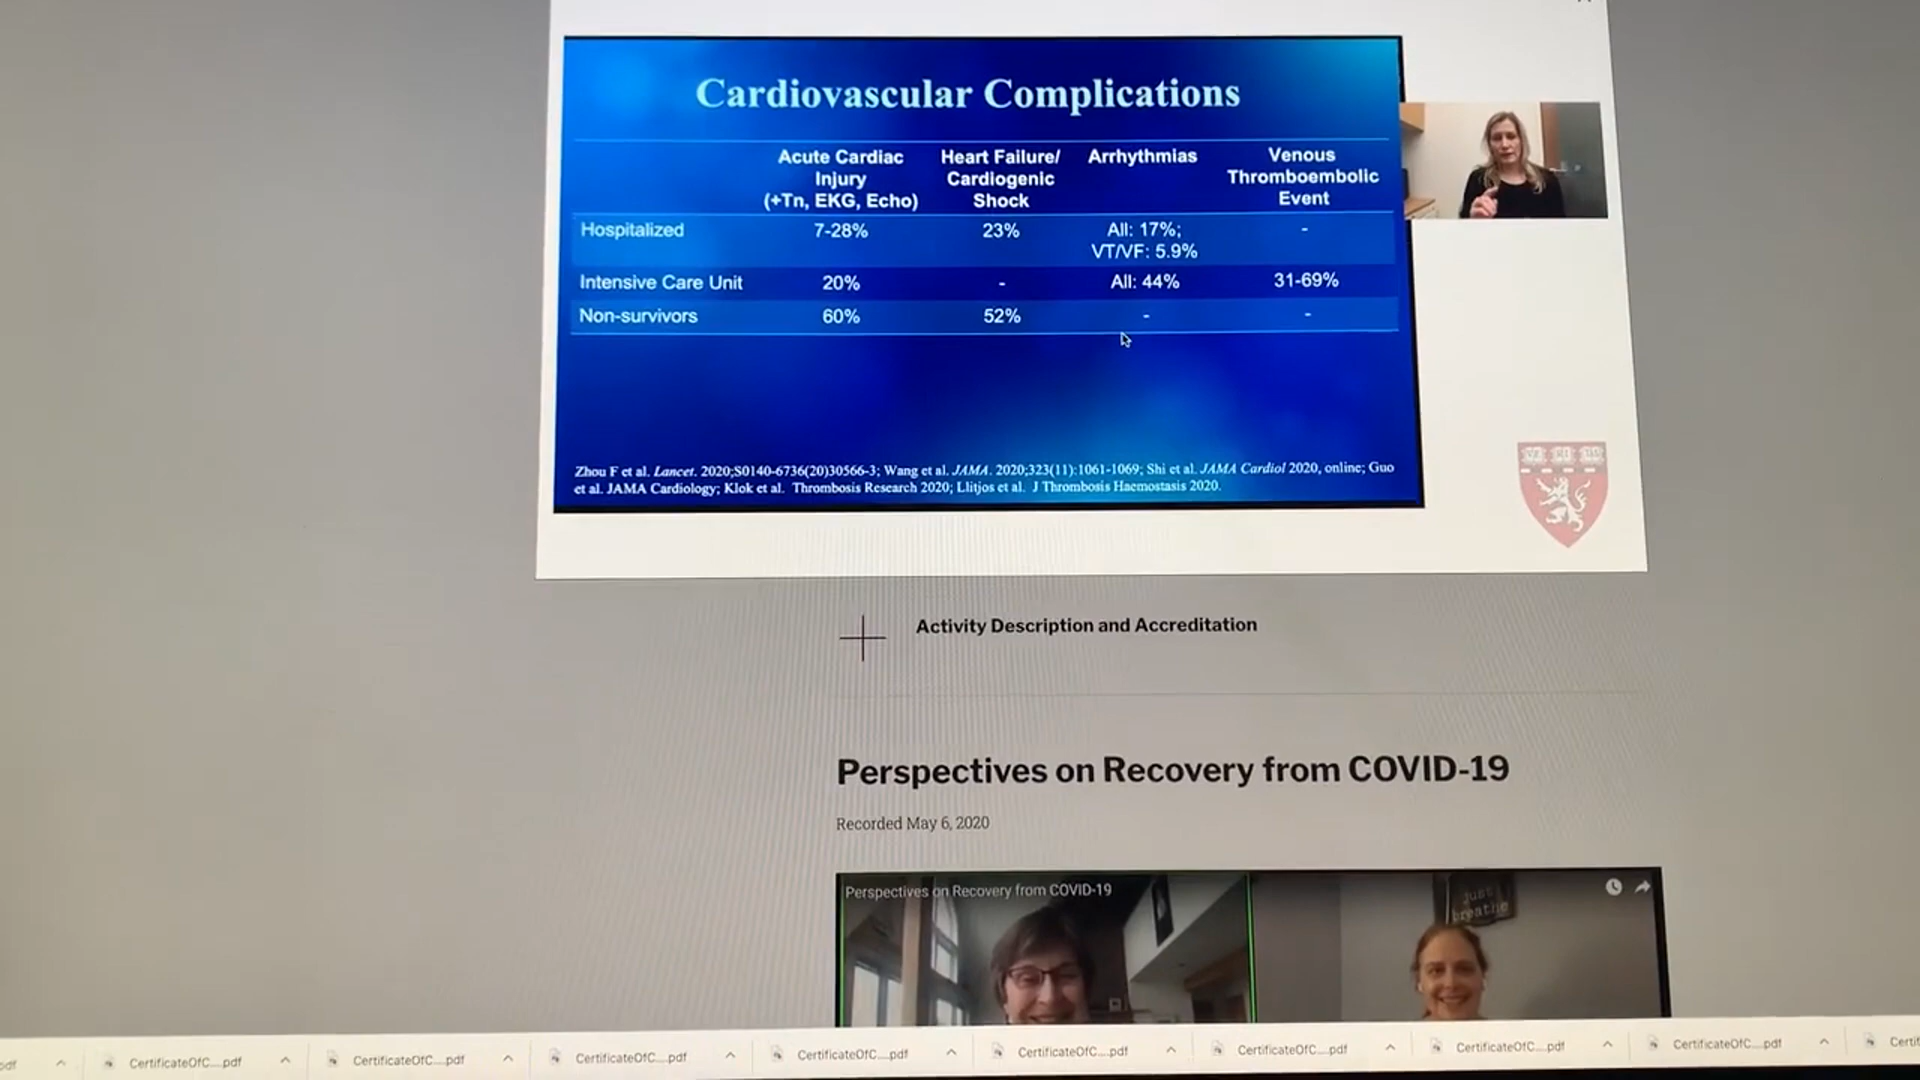 Cardiovascular Complications
Acute Cardiac Injury (+Tn, EKG, Echo)
Heart Failure/ Cardiogenic Shock
Arrhythmias
Venous Thromboembolic Event
Hospitalized 7-28% 23% All: 17%; VT/VF: 5.9% -
Intensive Care Unit 20% - All: 44% 31-69%
Non-survivors 60% 52% - -
Zhou F et al. Lancet. 2020;S0140-6736(20)30566-3; Wang et al. JAMA. 2020;323(11):1061-1069; Shi et al. JAMA Cardiol 2020, online; Guo
et al. JAMA Cardiology; Klok et al. Thrombosis Research 2020; Llitjos et al. J Thrombosis Haemostasis 2020.
Activity Description and Accreditation
Perspectives on Recovery from COVID-19
Recorded May 6, 2020
Perspectives on Recovery from COVID-19
just
breathe
pdf CertificateOfC....pdf CertificateOfC....pdf CertificateOfC....pdf CertificateOfC....pdf CertificateOfC....pdf CertificateOfC....pdf CertificateOfC....pdf CertificateOfC....pdf Certif